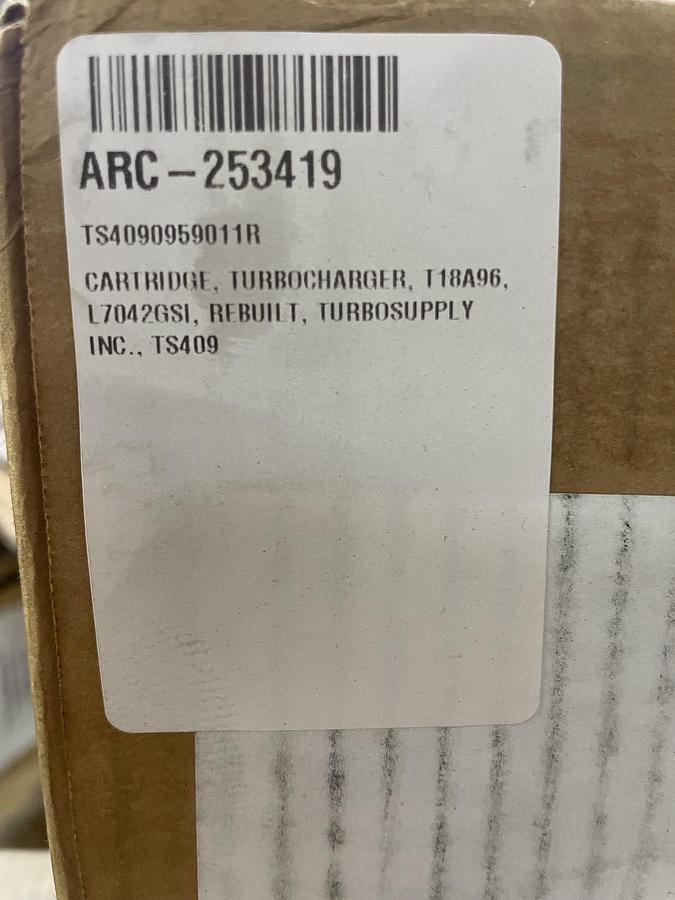 ARC-253419
TS4090959011R
CARTRIDGE, TURBOCHARGER, T18A96,
L7042GSI, REBUILT, TURBOSUPPLY
INC., TS409